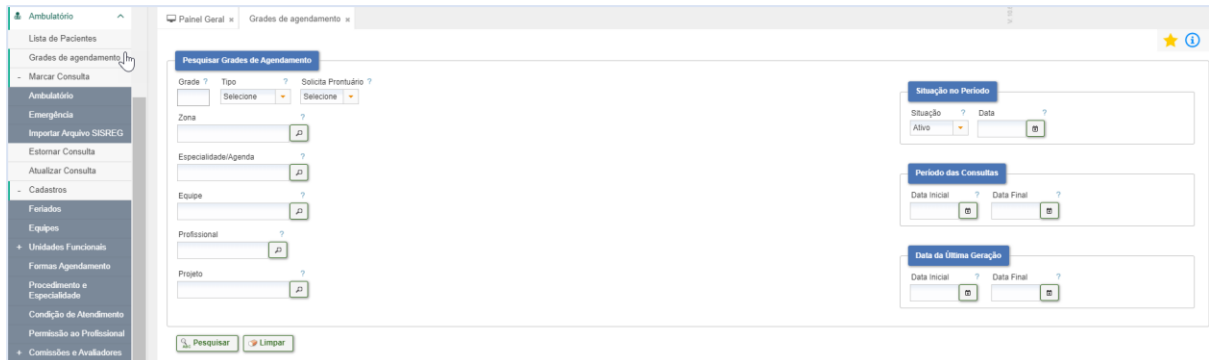 Ambulatório
Lista de Pacientes
Grades de agendamento
- Marcar Consulta
Ambulatório
Emergência
Importar Arquivo SISREG
Estornar Consulta
Atualizar Consulta
- Cadastros
Feriados
Equipes
+ Unidades Funcionais
Formas Agendamento
Procedimento e
Especialidade
Condição de Atendimento
Permissão ao Profissional
+ Comissões e Avaliadores
Painel Geral × Grades de agendamento ×
Pesquisar Grades de Agendamento
Grade ? Tipo ? Solicita Prontuário ?
Selecione Selecione
Zona ?
Especialidade/Agenda ?
Equipe ?
Profissional ?
Projeto ?
Pesquisar Limpar
Situação no Período
Situação ? Data ?
Ativo
Período das Consultas
Data Inicial ? Data Final ?
Data da Última Geração
Data Inicial ? Data Final ?